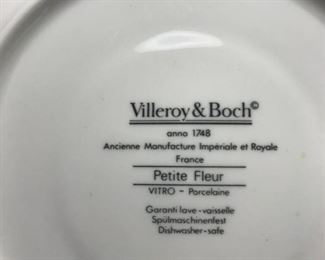 Villeroy & Boch©
anno 1748
Ancienne Manufacture Impériale et Royale
France
Petite Fleur
VITRO – Porcelaine
Garanti lave-vaisselle
Spülmaschinenfest
Dishwasher-safe